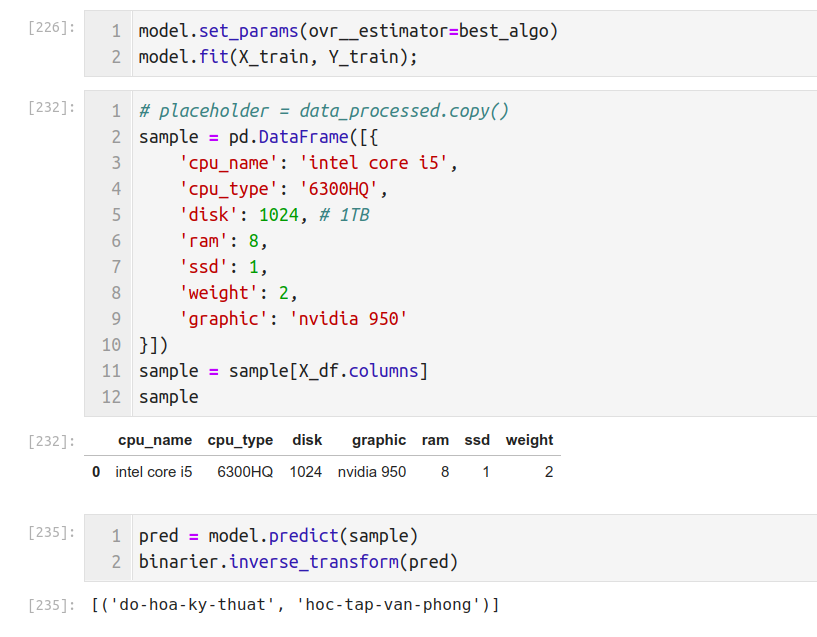 [226]:
1 model.set_params(ovr__estimator=best_algo)
2 model.fit(X_train, Y_train);
[232]:
1 # placeholder = data_processed.copy()
2 sample = pd.DataFrame([{
3     'cpu_name': 'intel core i5',
4     'cpu_type': '6300HQ',
5     'disk': 1024, # 1TB
6     'ram': 8,
7     'ssd': 1,
8     'weight': 2,
9     'graphic': 'nvidia 950'
10 }])
11 sample = sample[X_df.columns]
12 sample
[232]:
cpu_name cpu_type disk graphic ram ssd weight
0 intel core i5 6300HQ 1024 nvidia 950 8 1 2
[235]:
1 pred = model.predict(sample)
2 binarier.inverse_transform(pred)
[235]: [('do-hoa-ky-thuat', 'hoc-tap-van-phong')]